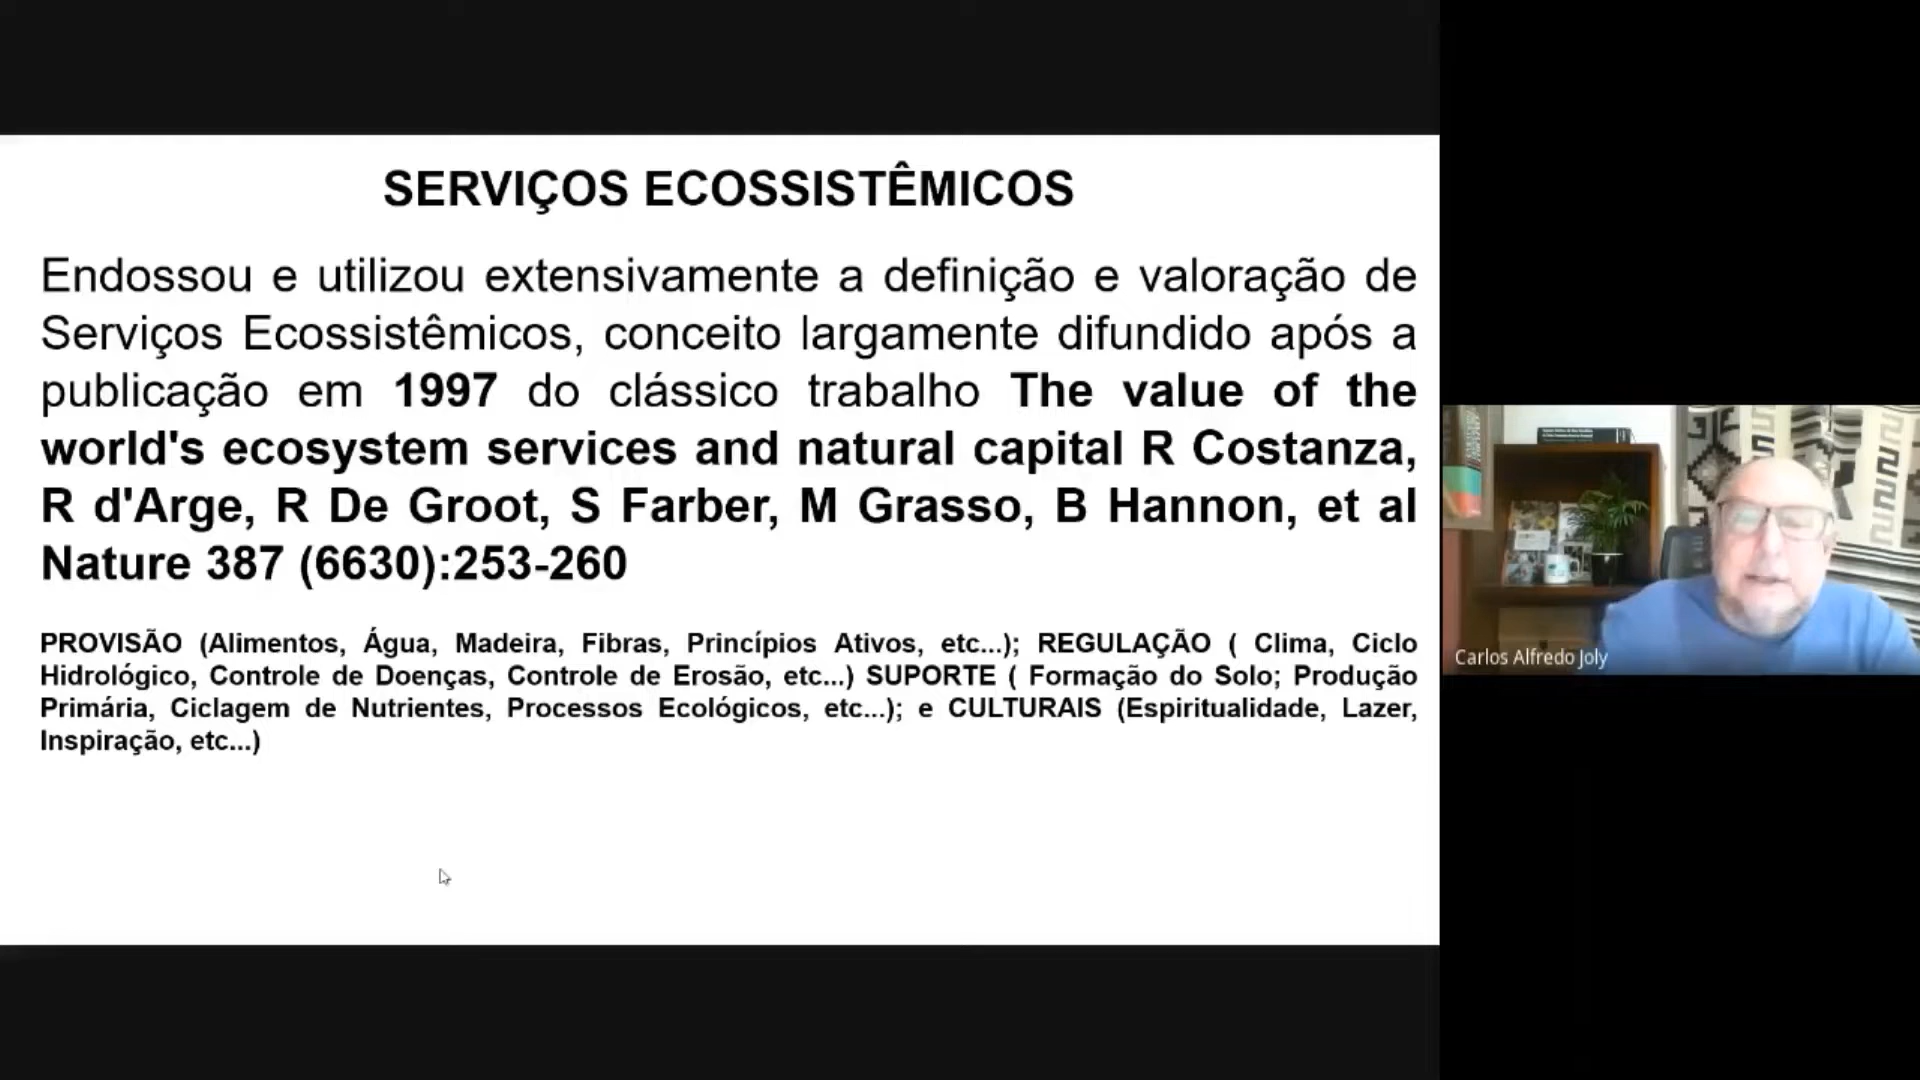 SERVIÇOS ECOSSISTÊMICOS
Endossou e utilizou extensivamente a definição e valoração de
Serviços Ecossistêmicos, conceito largamente difundido após a
publicação em 1997 do clássico trabalho The value of the
world's ecosystem services and natural capital R Costanza,
R d'Arge, R De Groot, S Farber, M Grasso, B Hannon, et al
Nature 387 (6630):253-260
PROVISÃO (Alimentos, Água, Madeira, Fibras, Princípios Ativos, etc...); REGULAÇÃO ( Clima, Ciclo
Hidrológico, Controle de Doenças, Controle de Erosão, etc...) SUPORTE ( Formação do Solo; Produção
Primária, Ciclagem de Nutrientes, Processos Ecológicos, etc...); e CULTURAIS (Espiritualidade, Lazer,
Inspiração, etc...)
Carlos Alfredo Joly